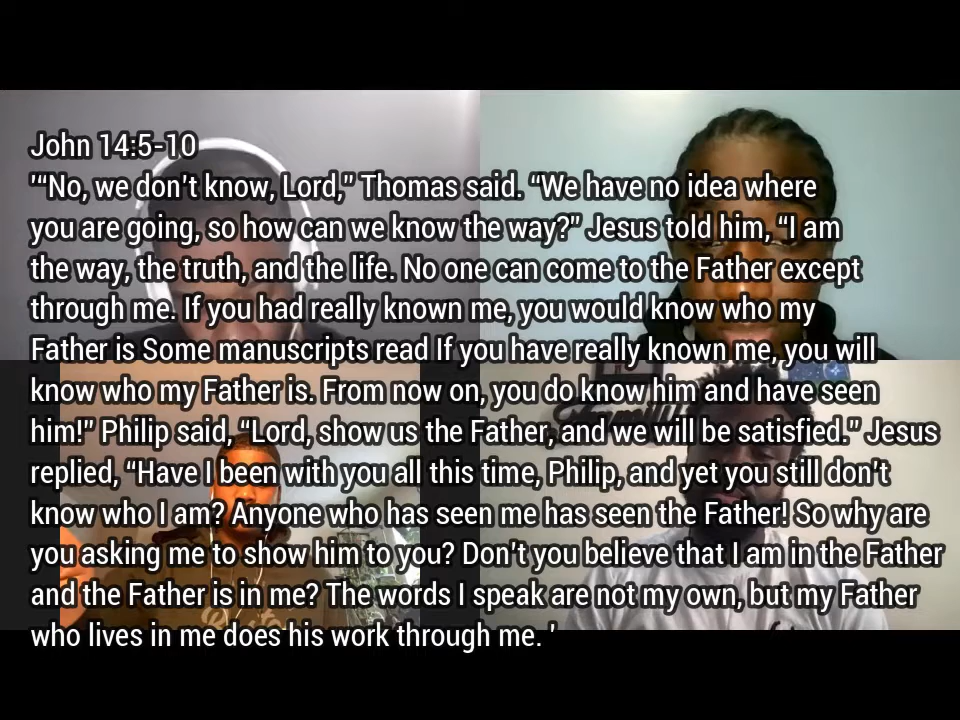 John 14:5-10
'“No, we don't know, Lord,” Thomas said. “We have no idea where
you are going, so how can we know the way?” Jesus told him, “I am
the way, the truth, and the life. No one can come to the Father except
through me. If you had really known me, you would know who my
Father is Some manuscripts read If you have really known me, you will
know who my Father is. From now on, you do know him and have seen
him!” Philip said, “Lord, show us the Father, and we will be satisfied.” Jesus
replied, “Have I been with you all this time, Philip, and yet you still don't
know who I am? Anyone who has seen me has seen the Father! So why are
you asking me to show him to you? Don't you believe that I am in the Father
and the Father is in me? The words I speak are not my own, but my Father
who lives in me does his work through me. '